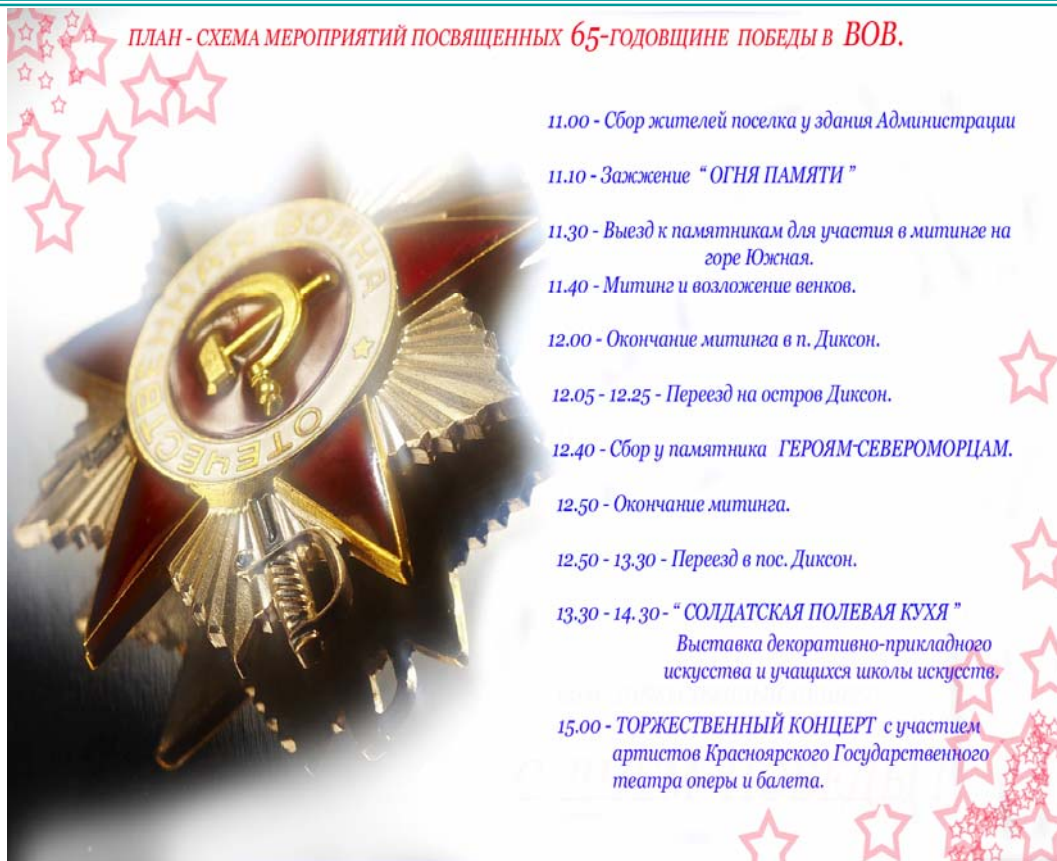 ПЛАН - СХЕМА МЕРОПРИЯТИЙ ПОСВЯЩЕННЫХ 65-ГОДОВЩИНЕ ПОБЕДЫ В ВОВ.
11.00 - Сбор жителей поселка у здания Администрации
11.10 - Зажжение “ ОГНЯ ПАМЯТИ ”
11.30 - Выезд к памятникам для участия в митинге на
горе Южная.
11.40 - Митинг и возложение венков.
12.00 - Окончание митинга в п. Диксон.
12.05 - 12.25 - Переезд на остров Диксон.
12.40 - Сбор у памятника ГЕРОЯМ-СЕВЕРОМОРЦАМ.
12.50 - Окончание митинга.
12.50 - 13.30 - Переезд в пос. Диксон.
13.30 - 14.30 - “ СОЛДАТСКАЯ ПОЛЕВАЯ КУХЯ ”
Выставка декоративно-прикладного
искусства и учащихся школы искусств.
15.00 - ТОРЖЕСТВЕННЫЙ КОНЦЕРТ с участием
артистов Красноярского Государственного
театра оперы и балета.
ОТЕЧЕСТВЕННАЯ ВОЙНА